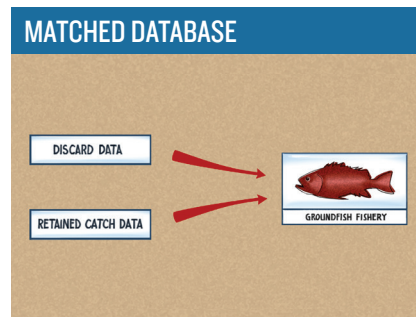 MATCHED DATABASE
DISCARD DATA
RETAINED CATCH DATA
GROUNDFISH FISHERY